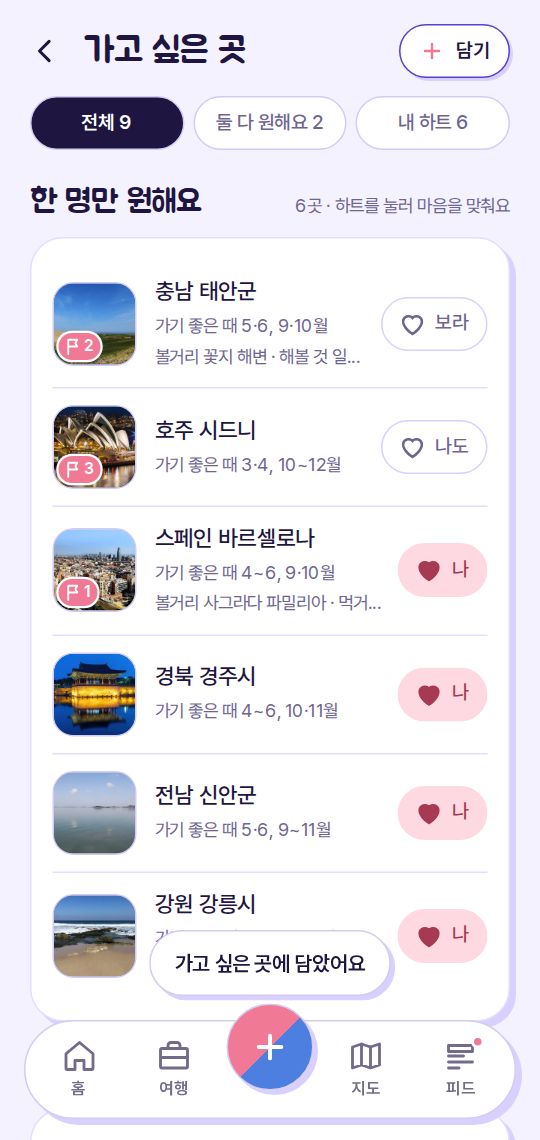 가고 싶은 곳
담기
전체 9
둘 다 원해요 2
내 하트 6
한 명만 원해요
6곳 · 하트를 눌러 마음을 맞춰요
충남 태안군
가기 좋은 때 5·6, 9·10월
볼거리 꽃지 해변 · 해볼 것 일...
2
보라
호주 시드니
가기 좋은 때 3·4, 10~12월
3
나도
스페인 바르셀로나
가기 좋은 때 4~6, 9·10월
볼거리 사그라다 파밀리아 · 먹거...
1
나
경북 경주시
가기 좋은 때 4~6, 10·11월
나
전남 신안군
가기 좋은 때 5·6, 9~11월
나
강원 강릉시
나
가고 싶은 곳에 담았어요
홈
여행
지도
피드